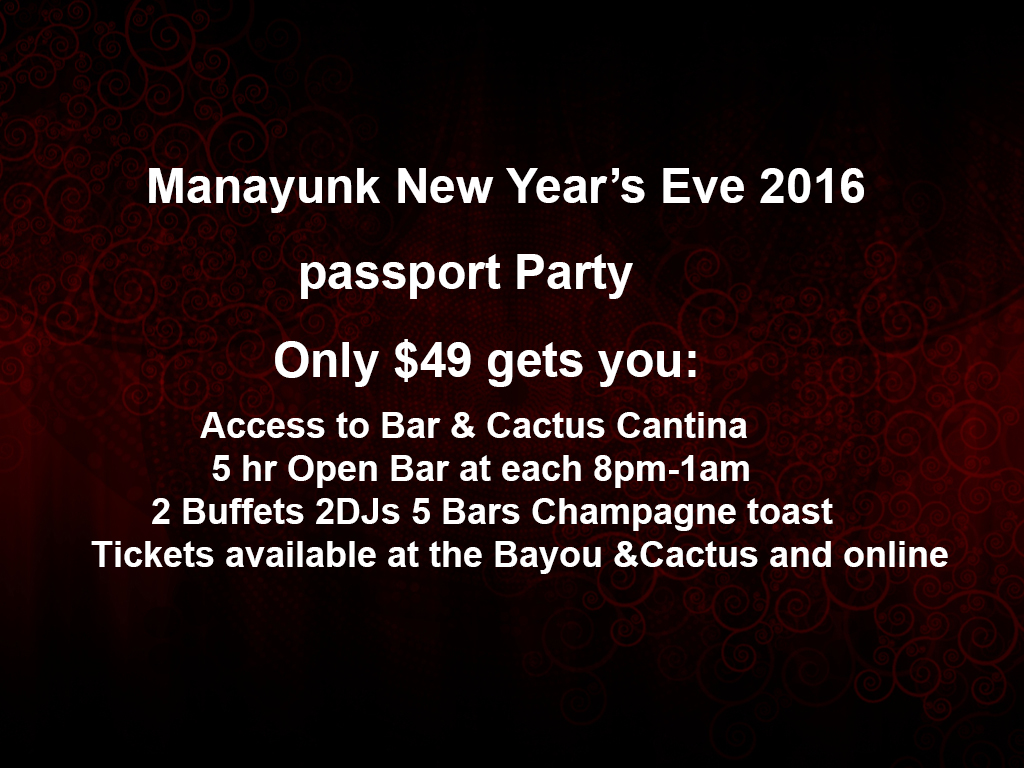 Manayunk New Year’s Eve 2016
passport Party
Only $49 gets you:
Access to Bar & Cactus Cantina
5 hr Open Bar at each 8pm-1am
2 Buffets 2DJs 5 Bars Champagne toast
Tickets available at the Bayou &Cactus and online